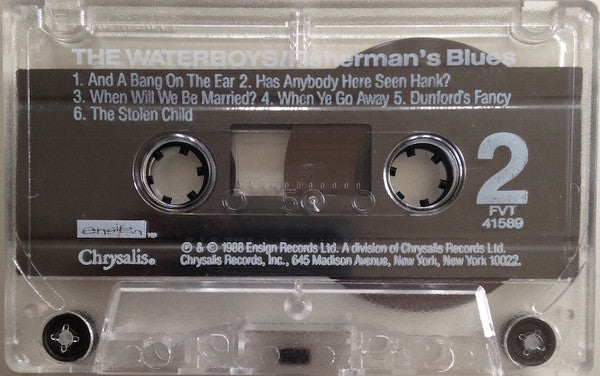 THE WATERBOYS/Fisherman's Blues
1. And A Bang On The Ear 2. Has Anybody Here Seen Hank?
3. When Will We Be Married? 4. When Ye Go Away 5. Dunford's Fancy
6. The Stolen Child
2
FVT
41589
ensign
Chrysalis®
℗ & © 1988 Ensign Records Ltd. A division of Chrysalis Records Ltd.
Chrysalis Records, Inc., 645 Madison Avenue, New York, New York 10022.